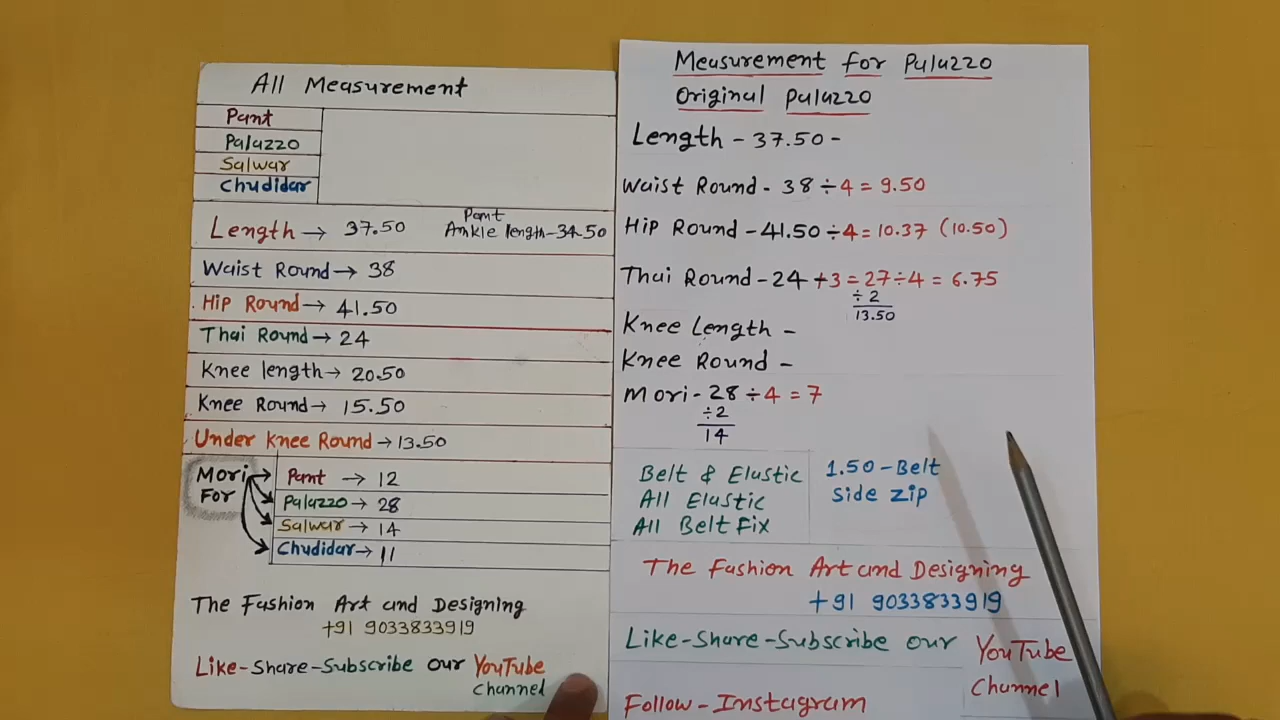 All Measurement
Pant
Palazzo
Salwar
Chudidar
Length → 37.50 Pant Ankle length-34.50
Waist Round → 38
Hip Round → 41.50
Thai Round → 24
Knee length → 20.50
Knee Round → 15.50
Under Knee Round → 13.50
Mori For
Pant → 12
Palazzo → 28
Salwar → 14
Chudidar → 11
The Fashion Art and Designing
+91 9033833919
Like-Share-Subscribe our YouTube
Channel
Measurement for Palazzo
Original Palazzo
Length - 37.50 -
Waist Round - 38 ÷ 4 = 9.50
Hip Round - 41.50 ÷ 4 = 10.37 (10.50)
Thai Round - 24 + 3 = 27 ÷ 4 = 6.75
÷ 2
13.50
Knee Length -
Knee Round -
Mori - 28 ÷ 4 = 7
÷ 2
14
Belt & Elastic
All Elastic
All Belt Fix
1.50 - Belt
Side Zip
The Fashion Art and Designing
+91 9033833919
Like-Share-Subscribe our YouTube
Channel
Follow - Instagram